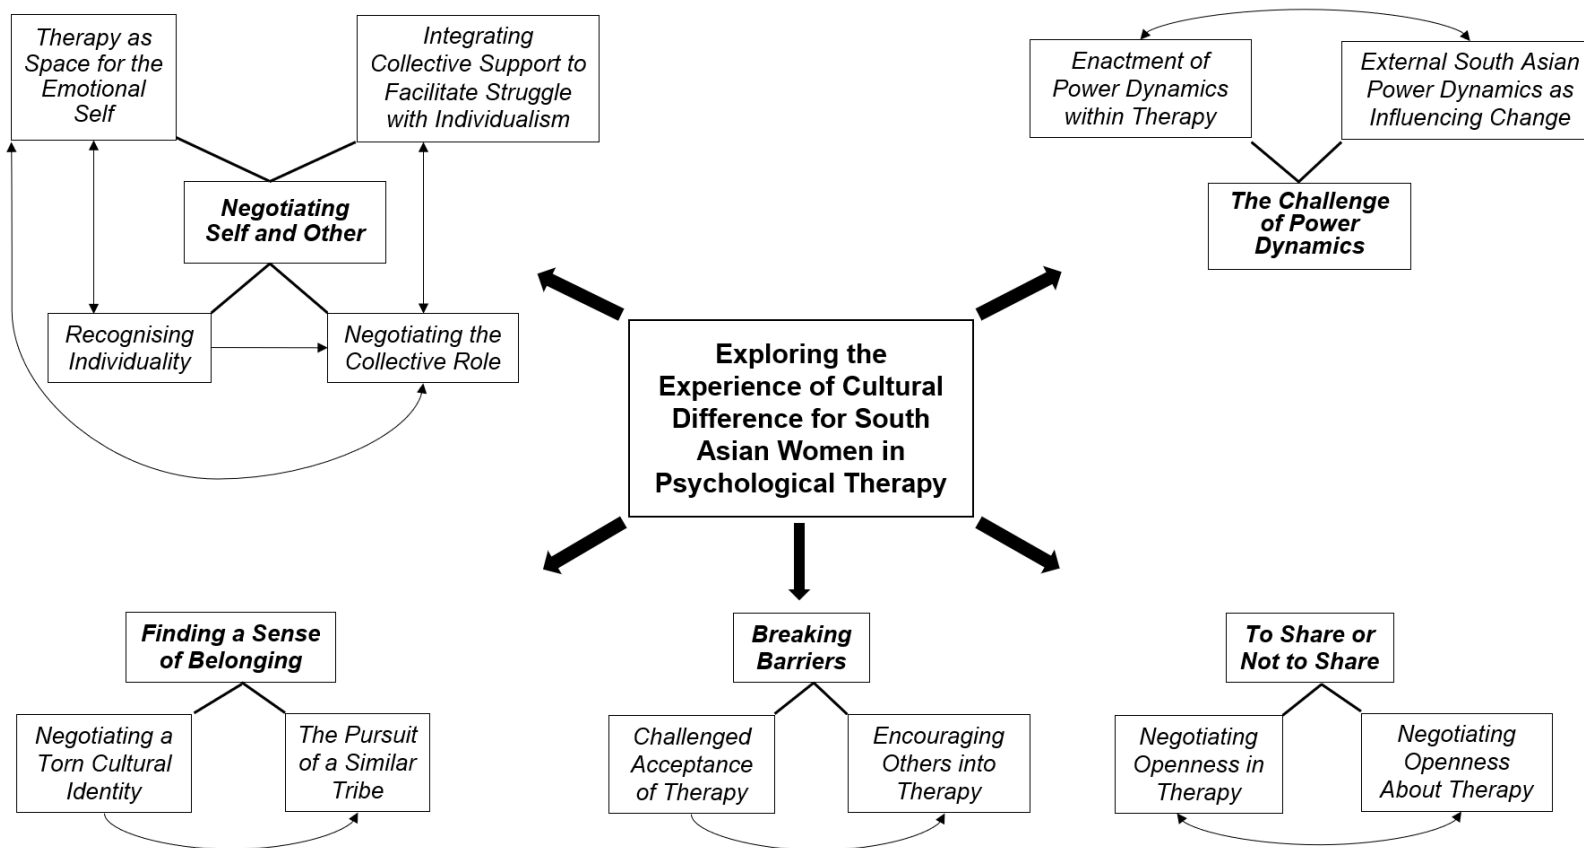 Therapy as
Space for the
Emotional
Self
Integrating
Collective Support to
Facilitate Struggle
with Individualism
Negotiating
Self and Other
Recognising
Individuality
Negotiating the
Collective Role
Enactment of
Power Dynamics
within Therapy
External South Asian
Power Dynamics as
Influencing Change
The Challenge
of Power
Dynamics
Exploring the
Experience of Cultural
Difference for South
Asian Women in
Psychological Therapy
Finding a Sense
of Belonging
Negotiating a
Torn Cultural
Identity
The Pursuit
of a Similar
Tribe
Breaking
Barriers
Challenged
Acceptance
of Therapy
Encouraging
Others into
Therapy
To Share or
Not to Share
Negotiating
Openness in
Therapy
Negotiating
Openness
About Therapy